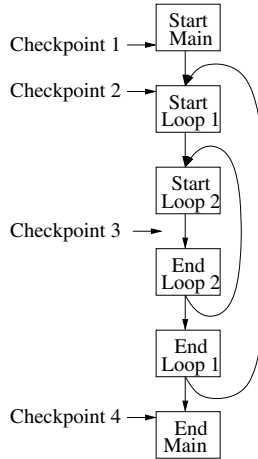 Start
Main
Checkpoint 1
Checkpoint 2
Start
Loop 1
Start
Loop 2
Checkpoint 3
End
Loop 2
End
Loop 1
Checkpoint 4
End
Main